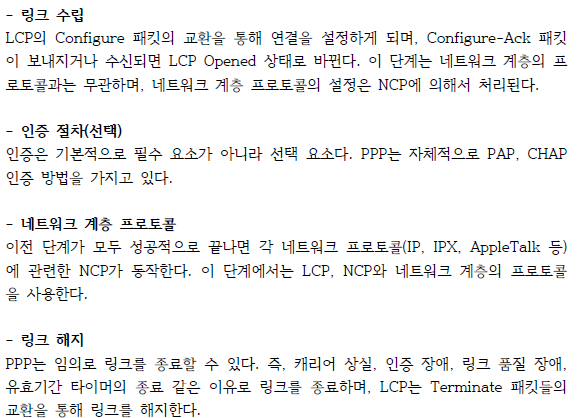 - 링크 수립
LCP의 Configure 패킷의 교환을 통해 연결을 설정하게 되며, Configure-Ack 패킷
이 보내지거나 수신되면 LCP Opened 상태로 바뀐다. 이 단계는 네트워크 계층의 프
로토콜과는 무관하며, 네트워크 계층 프로토콜의 설정은 NCP에 의해서 처리된다.
- 인증 절차(선택)
인증은 기본적으로 필수 요소가 아니라 선택 요소다. PPP는 자체적으로 PAP, CHAP
인증 방법을 가지고 있다.
- 네트워크 계층 프로토콜
이전 단계가 모두 성공적으로 끝나면 각 네트워크 프로토콜(IP, IPX, AppleTalk 등)
에 관련한 NCP가 동작한다. 이 단계에서는 LCP, NCP와 네트워크 계층의 프로토콜
을 사용한다.
- 링크 해지
PPP는 임의로 링크를 종료할 수 있다. 즉, 캐리어 상실, 인증 장애, 링크 품질 장애,
유효기간 타이머의 종료 같은 이유로 링크를 종료하며, LCP는 Terminate 패킷들의
교환을 통해 링크를 해지한다.